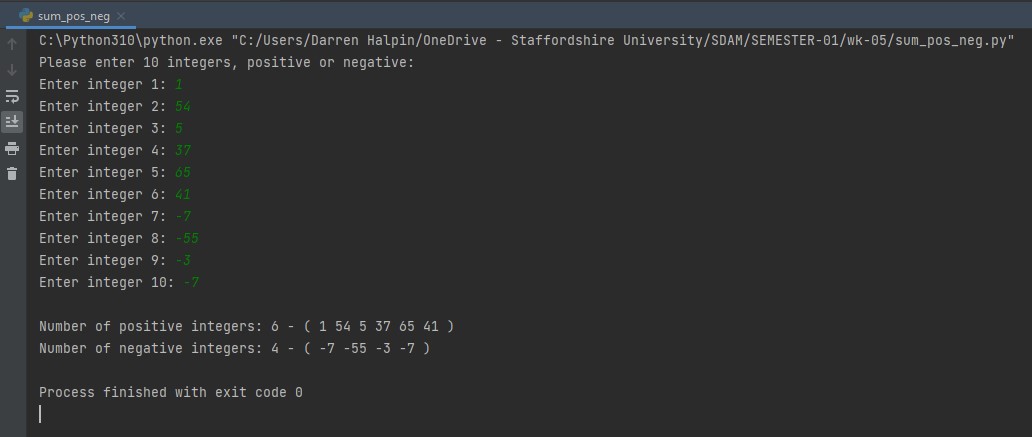 sum_pos_neg
C:\Python310\python.exe "C:/Users/Darren Halpin/OneDrive - Staffordshire University/SDAM/SEMESTER-01/wk-05/sum_pos_neg.py"
Please enter 10 integers, positive or negative:
Enter integer 1: 1
Enter integer 2: 54
Enter integer 3: 5
Enter integer 4: 37
Enter integer 5: 65
Enter integer 6: 41
Enter integer 7: -7
Enter integer 8: -55
Enter integer 9: -3
Enter integer 10: -7
Number of positive integers: 6 - ( 1 54 5 37 65 41 )
Number of negative integers: 4 - ( -7 -55 -3 -7 )
Process finished with exit code 0